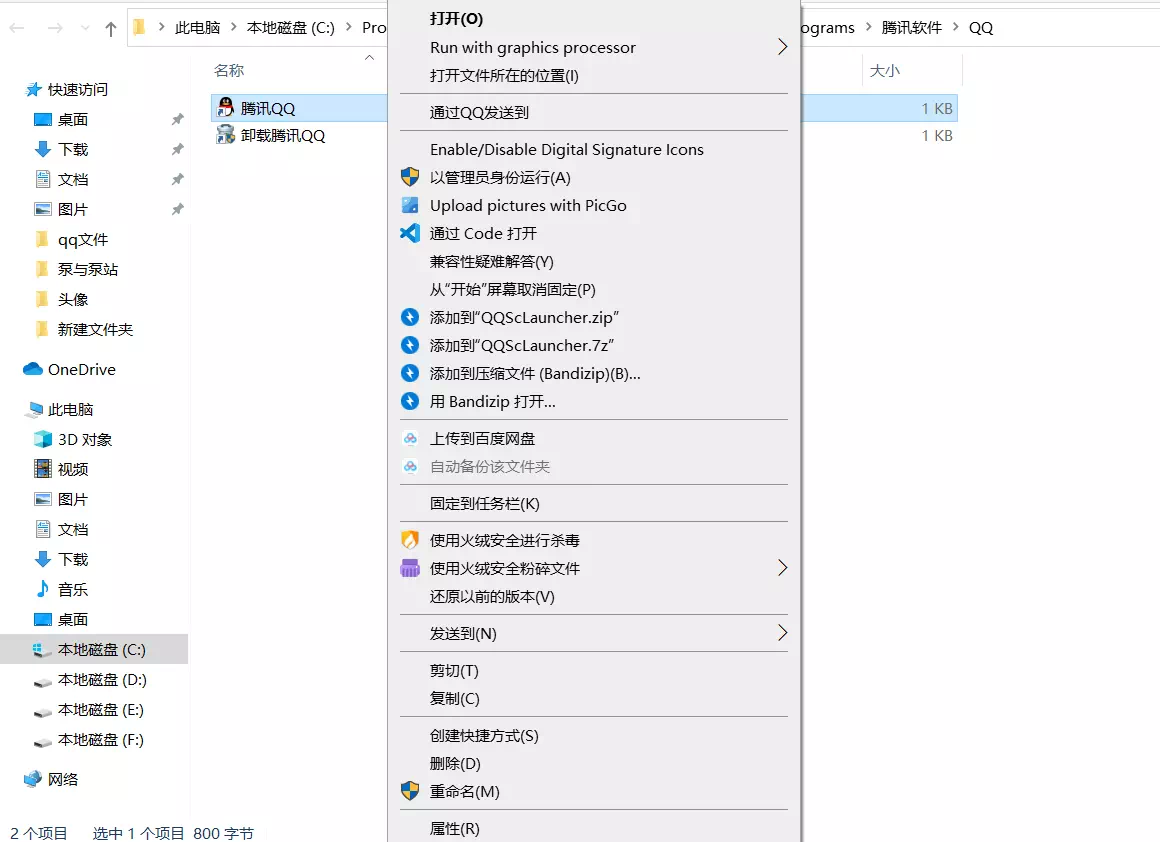 此电脑 本地磁盘 (C:) Pro ograms 腾讯软件 QQ
名称 大小
快速访问
桌面
下载
文档
图片
qq文件
泵与泵站
头像
新建文件夹
OneDrive
此电脑
3D 对象
视频
图片
文档
下载
音乐
桌面
本地磁盘 (C:)
本地磁盘 (D:)
本地磁盘 (E:)
本地磁盘 (F:)
网络
腾讯QQ 1 KB
卸载腾讯QQ 1 KB
打开(O)
Run with graphics processor
打开文件所在的位置(I)
通过QQ发送到
Enable/Disable Digital Signature Icons
以管理员身份运行(A)
Upload pictures with PicGo
通过 Code 打开
兼容性疑难解答(Y)
从“开始”屏幕取消固定(P)
添加到“QQScLauncher.zip”
添加到“QQScLauncher.7z”
添加到压缩文件 (Bandizip)(B)...
用 Bandizip 打开...
上传到百度网盘
自动备份该文件夹
固定到任务栏(K)
使用火绒安全进行杀毒
使用火绒安全粉碎文件
还原以前的版本(V)
发送到(N)
剪切(T)
复制(C)
创建快捷方式(S)
删除(D)
重命名(M)
属性(R)
2 个项目 选中 1 个项目 800 字节